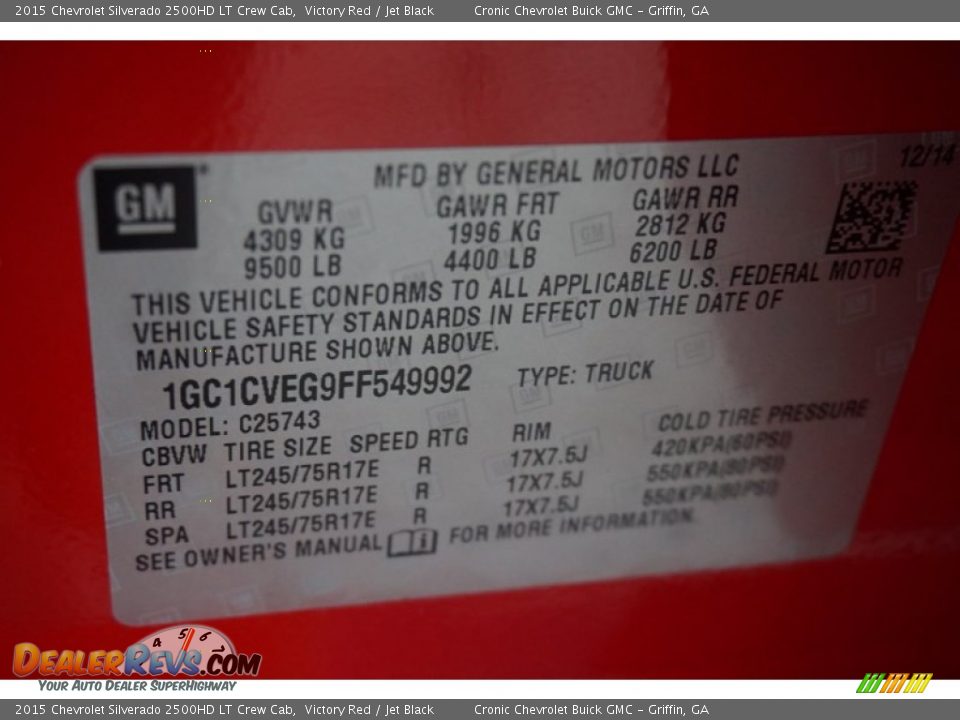 2015 Chevrolet Silverado 2500HD LT Crew Cab, Victory Red / Jet Black Cronic Chevrolet Buick GMC - Griffin, GA
12/14
MFD BY GENERAL MOTORS LLC
GM
GVWR GAWR FRT GAWR RR
4309 KG 1996 KG 2812 KG
9500 LB 4400 LB 6200 LB
THIS VEHICLE CONFORMS TO ALL APPLICABLE U.S. FEDERAL MOTOR
VEHICLE SAFETY STANDARDS IN EFFECT ON THE DATE OF
MANUFACTURE SHOWN ABOVE.
1GC1CVEG9FF549992 TYPE: TRUCK
MODEL: C25743
CBVW TIRE SIZE SPEED RTG RIM COLD TIRE PRESSURE
FRT LT245/75R17E R 17X7.5J 420KPA(60PSI)
RR LT245/75R17E R 17X7.5J 550KPA(80PSI)
SPA LT245/75R17E R 17X7.5J 550KPA(80PSI)
SEE OWNER'S MANUAL FOR MORE INFORMATION.
4 5 6
DEALERREVS.COM
YOUR AUTO DEALER SUPERHIGHWAY
2015 Chevrolet Silverado 2500HD LT Crew Cab, Victory Red / Jet Black Cronic Chevrolet Buick GMC - Griffin, GA